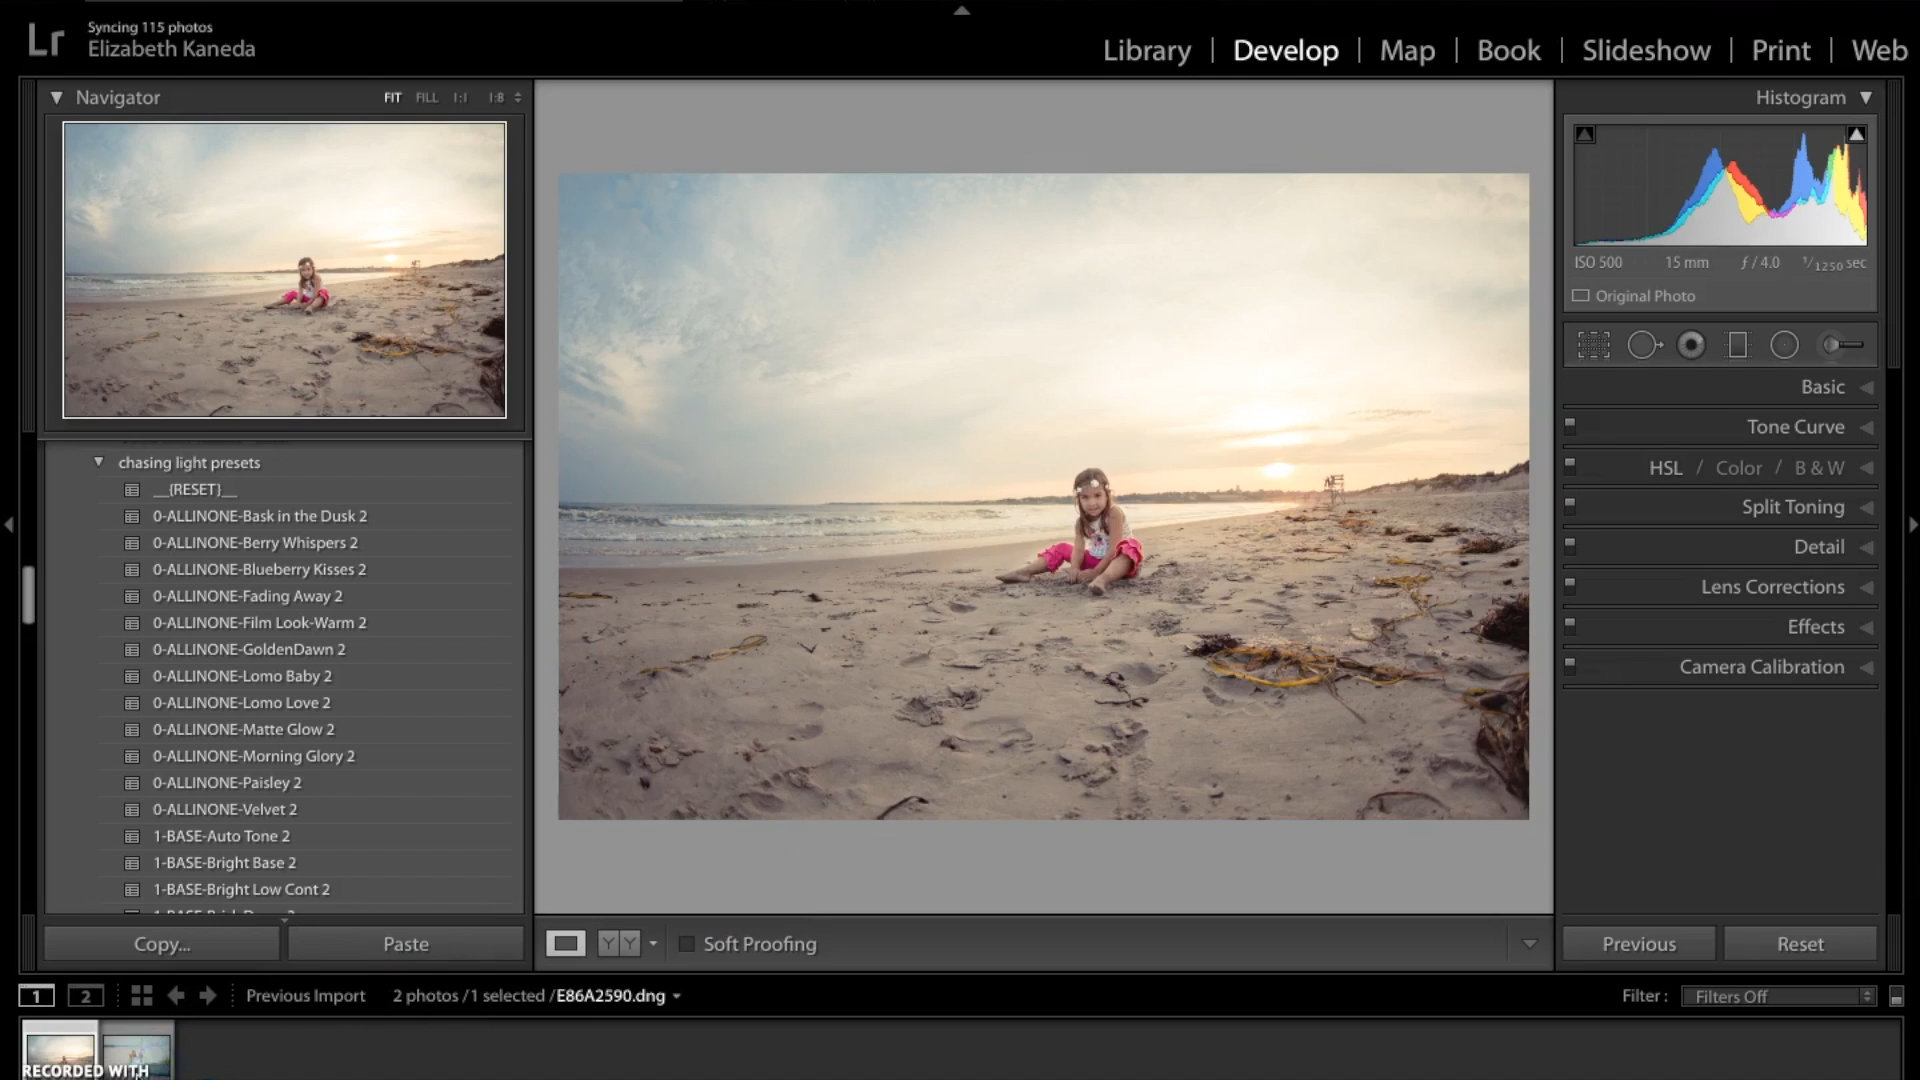 Lr
Syncing 115 photos
Elizabeth Kaneda
Library | Develop | Map | Book | Slideshow | Print | Web
Navigator FIT FILL 1:1 1:8
chasing light presets
__{RESET}__
0-ALLINONE-Bask in the Dusk 2
0-ALLINONE-Berry Whispers 2
0-ALLINONE-Blueberry Kisses 2
0-ALLINONE-Fading Away 2
0-ALLINONE-Film Look-Warm 2
0-ALLINONE-GoldenDawn 2
0-ALLINONE-Lomo Baby 2
0-ALLINONE-Lomo Love 2
0-ALLINONE-Matte Glow 2
0-ALLINONE-Morning Glory 2
0-ALLINONE-Paisley 2
0-ALLINONE-Velvet 2
1-BASE-Auto Tone 2
1-BASE-Bright Base 2
1-BASE-Bright Low Cont 2
Copy... Paste
Y Y Soft Proofing
Histogram
ISO 500 15 mm ƒ / 4.0 1/1250 sec
Original Photo
Basic
Tone Curve
HSL / Color / B & W
Split Toning
Detail
Lens Corrections
Effects
Camera Calibration
Previous Reset
1 2 Previous Import 2 photos /1 selected /E86A2590.dng Filter : Filters Off
RECORDED WITH